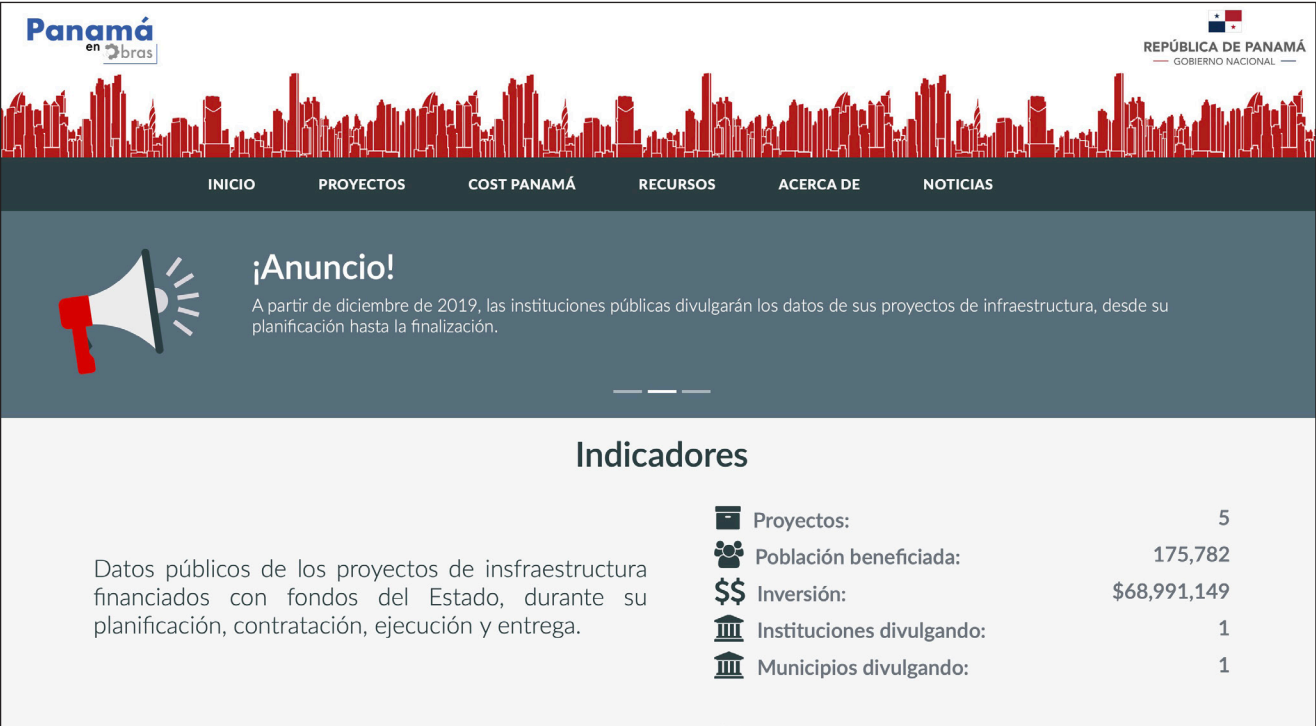 Panamá
en Obras
REPÚBLICA DE PANAMÁ
GOBIERNO NACIONAL
INICIO PROYECTOS COST PANAMÁ RECURSOS ACERCA DE NOTICIAS
¡Anuncio!
A partir de diciembre de 2019, las instituciones públicas divulgarán los datos de sus proyectos de infraestructura, desde su
planificación hasta la finalización.
Indicadores
Datos públicos de los proyectos de insfraestructura
financiados con fondos del Estado, durante su
planificación, contratación, ejecución y entrega.
Proyectos: 5
Población beneficiada: 175,782
$$ Inversión: $68,991,149
Instituciones divulgando: 1
Municipios divulgando: 1